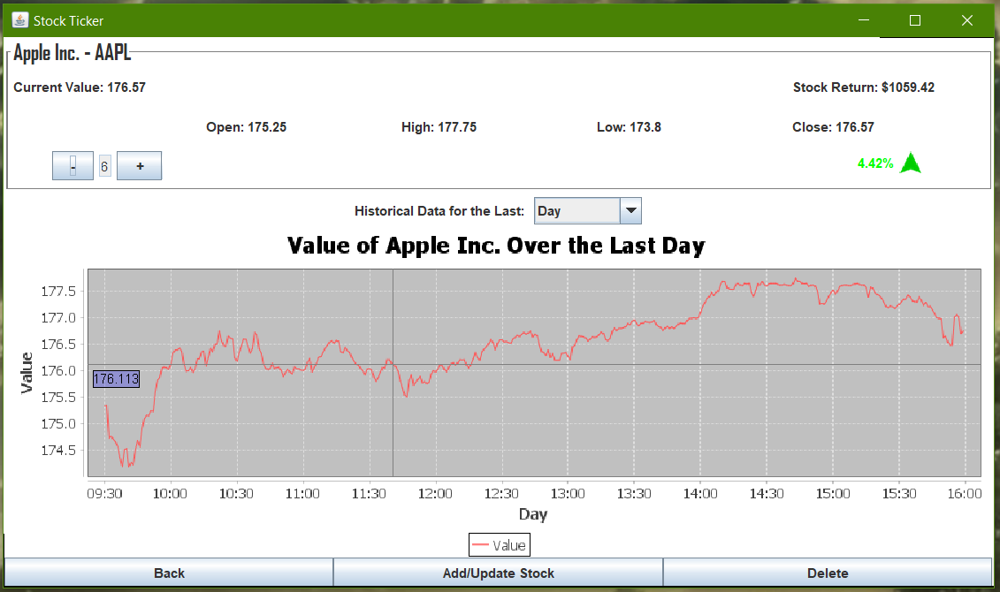 Stock Ticker
Apple Inc. - AAPL
Current Value: 176.57 Stock Return: $1059.42
Open: 175.25 High: 177.75 Low: 173.8 Close: 176.57
- 6 + 4.42%
Historical Data for the Last: Day
Value of Apple Inc. Over the Last Day
177.5
177.0
176.5
176.0
176.113
175.5
175.0
174.5
Value
09:30 10:00 10:30 11:00 11:30 12:00 12:30 13:00 13:30 14:00 14:30 15:00 15:30 16:00
Day
Value
Back Add/Update Stock Delete